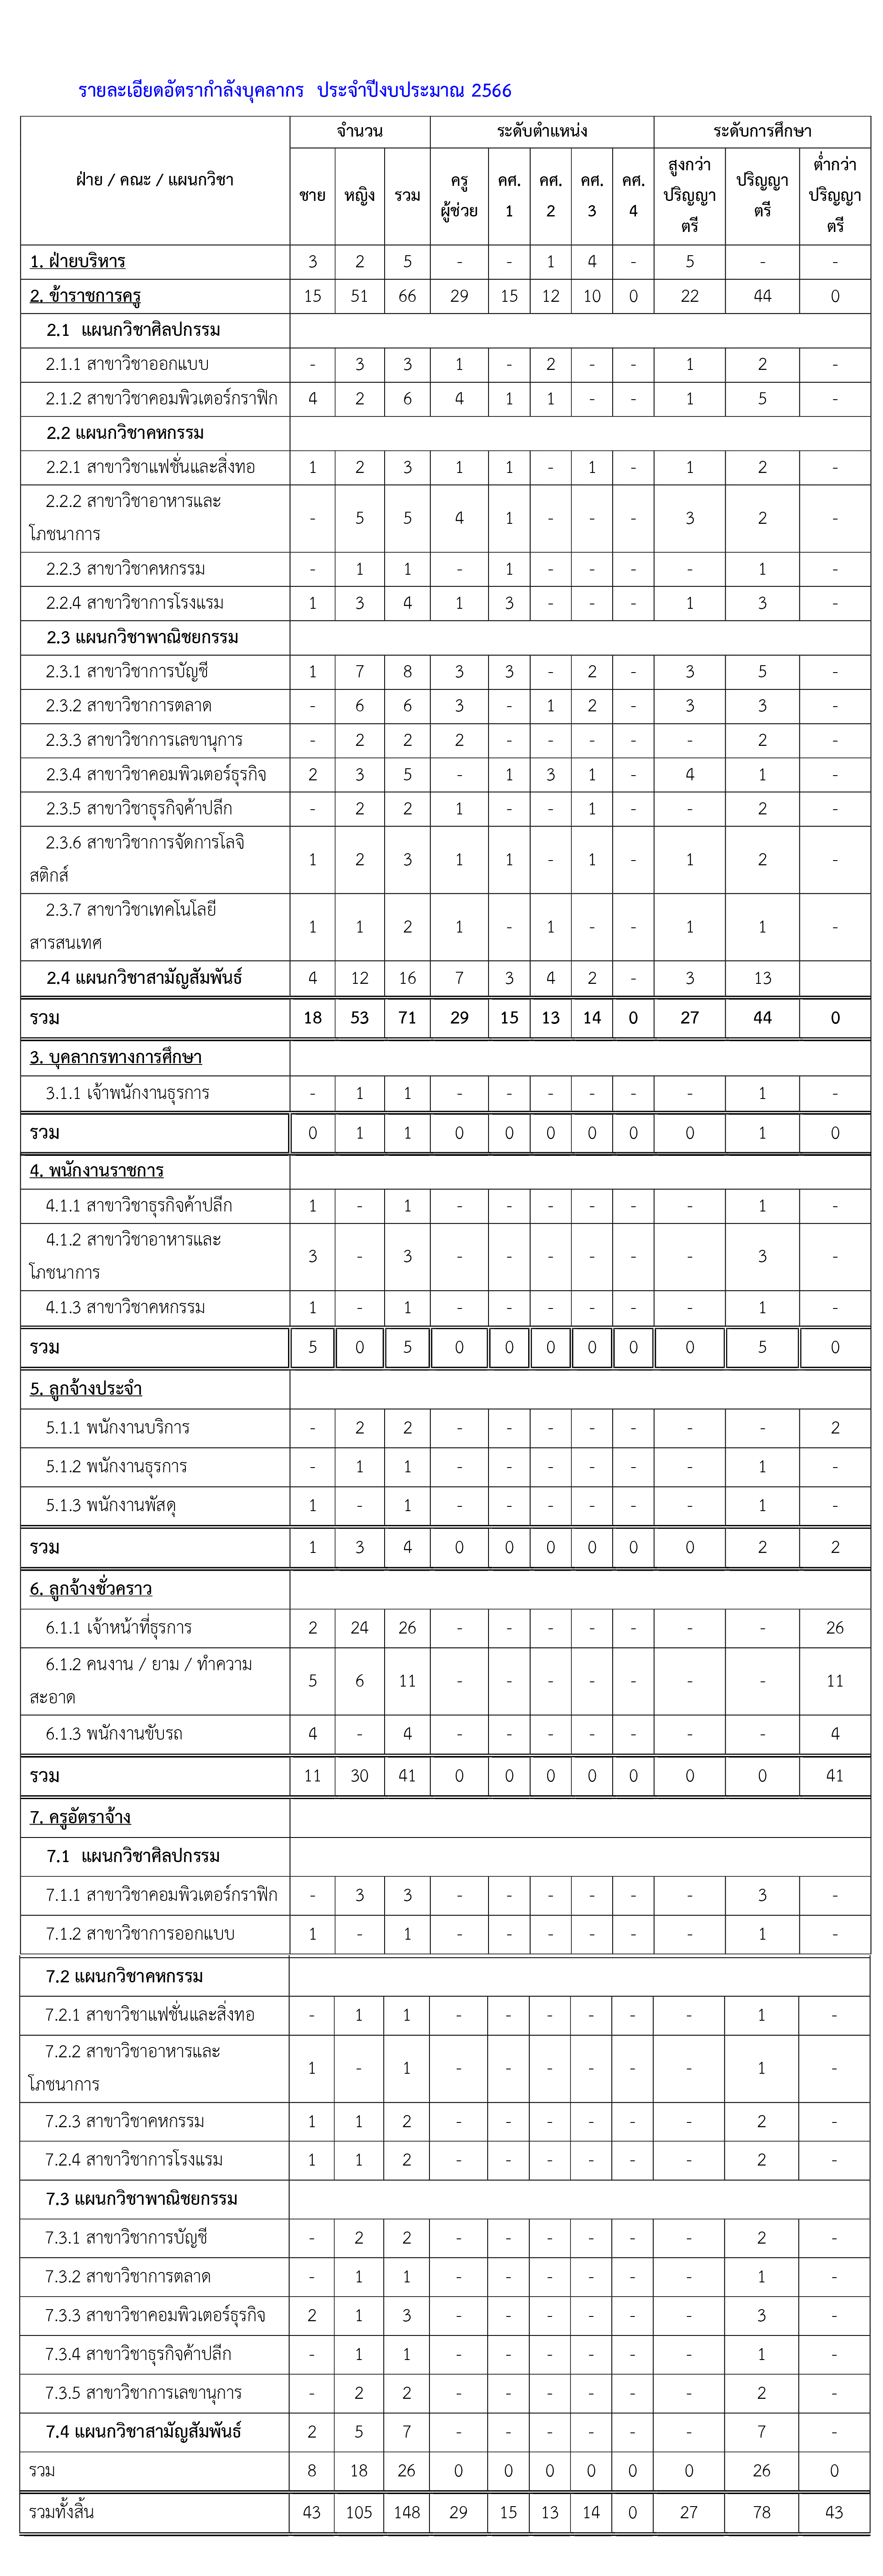 รายละเอียดอัตรากำลังบุคลากร ประจำปีงบประมาณ 2566
ฝ่าย / คณะ / แผนกวิชา จำนวน ระดับตำแหน่ง ระดับการศึกษา
ชาย หญิง รวม ครูผู้ช่วย คศ. 1 คศ. 2 คศ. 3 คศ. 4 สูงกว่าปริญญาตรี ปริญญาตรี ต่ำกว่าปริญญาตรี
1. ฝ่ายบริหาร 3 2 5 - - 1 4 - 5 - -
2. ข้าราชการครู 15 51 66 29 15 12 10 0 22 44 0
2.1 แผนกวิชาศิลปกรรม
2.1.1 สาขาวิชาออกแบบ - 3 3 1 - 2 - - 1 2 -
2.1.2 สาขาวิชาคอมพิวเตอร์กราฟิก 4 2 6 4 1 1 - - 1 5 -
2.2 แผนกวิชาคหกรรม
2.2.1 สาขาวิชาแฟชั่นและสิ่งทอ 1 2 3 1 1 - 1 - 1 2 -
2.2.2 สาขาวิชาอาหารและ
โภชนาการ - 5 5 4 1 - - - 3 2 -
2.2.3 สาขาวิชาคหกรรม - 1 1 - 1 - - - - 1 -
2.2.4 สาขาวิชาการโรงแรม 1 3 4 1 3 - - - 1 3 -
2.3 แผนกวิชาพาณิชยกรรม
2.3.1 สาขาวิชาการบัญชี 1 7 8 3 3 - 2 - 3 5 -
2.3.2 สาขาวิชาการตลาด - 6 6 3 - 1 2 - 3 3 -
2.3.3 สาขาวิชาการเลขานุการ - 2 2 2 - - - - - 2 -
2.3.4 สาขาวิชาคอมพิวเตอร์ธุรกิจ 2 3 5 - 1 3 1 - 4 1 -
2.3.5 สาขาวิชาธุรกิจค้าปลีก - 2 2 1 - - 1 - - 2 -
2.3.6 สาขาวิชาการจัดการโลจิ
สติกส์ 1 2 3 1 1 - 1 - 1 2 -
2.3.7 สาขาวิชาเทคโนโลยี
สารสนเทศ 1 1 2 1 - 1 - - 1 1 -
2.4 แผนกวิชาสามัญสัมพันธ์ 4 12 16 7 3 4 2 - 3 13
รวม 18 53 71 29 15 13 14 0 27 44 0
3. บุคลากรทางการศึกษา
3.1.1 เจ้าพนักงานธุรการ - 1 1 - - - - - - 1 -
รวม 0 1 1 0 0 0 0 0 0 1 0
4. พนักงานราชการ
4.1.1 สาขาวิชาธุรกิจค้าปลีก 1 - 1 - - - - - - 1 -
4.1.2 สาขาวิชาอาหารและ
โภชนาการ 3 - 3 - - - - - - 3 -
4.1.3 สาขาวิชาคหกรรม 1 - 1 - - - - - - 1 -
รวม 5 0 5 0 0 0 0 0 0 5 0
5. ลูกจ้างประจำ
5.1.1 พนักงานบริการ - 2 2 - - - - - - - 2
5.1.2 พนักงานธุรการ - 1 1 - - - - - - 1 -
5.1.3 พนักงานพัสดุ 1 - 1 - - - - - - 1 -
รวม 1 3 4 0 0 0 0 0 0 2 2
6. ลูกจ้างชั่วคราว
6.1.1 เจ้าหน้าที่ธุรการ 2 24 26 - - - - - - - 26
6.1.2 คนงาน / ยาม / ทำความ
สะอาด 5 6 11 - - - - - - - 11
6.1.3 พนักงานขับรถ 4 - 4 - - - - - - - 4
รวม 11 30 41 0 0 0 0 0 0 0 41
7. ครูอัตราจ้าง
7.1 แผนกวิชาศิลปกรรม
7.1.1 สาขาวิชาคอมพิวเตอร์กราฟิก - 3 3 - - - - - - 3 -
7.1.2 สาขาวิชาการออกแบบ 1 - 1 - - - - - - 1 -
7.2 แผนกวิชาคหกรรม
7.2.1 สาขาวิชาแฟชั่นและสิ่งทอ - 1 1 - - - - - - 1 -
7.2.2 สาขาวิชาอาหารและ
โภชนาการ 1 - 1 - - - - - - 1 -
7.2.3 สาขาวิชาคหกรรม 1 1 2 - - - - - - 2 -
7.2.4 สาขาวิชาการโรงแรม 1 1 2 - - - - - - 2 -
7.3 แผนกวิชาพาณิชยกรรม
7.3.1 สาขาวิชาการบัญชี - 2 2 - - - - - - 2 -
7.3.2 สาขาวิชาการตลาด - 1 1 - - - - - - 1 -
7.3.3 สาขาวิชาคอมพิวเตอร์ธุรกิจ 2 1 3 - - - - - - 3 -
7.3.4 สาขาวิชาธุรกิจค้าปลีก - 1 1 - - - - - - 1 -
7.3.5 สาขาวิชาการเลขานุการ - 2 2 - - - - - - 2 -
7.4 แผนกวิชาสามัญสัมพันธ์ 2 5 7 - - - - - - 7 -
รวม 8 18 26 0 0 0 0 0 0 26 0
รวมทั้งสิ้น 43 105 148 29 15 13 14 0 27 78 43